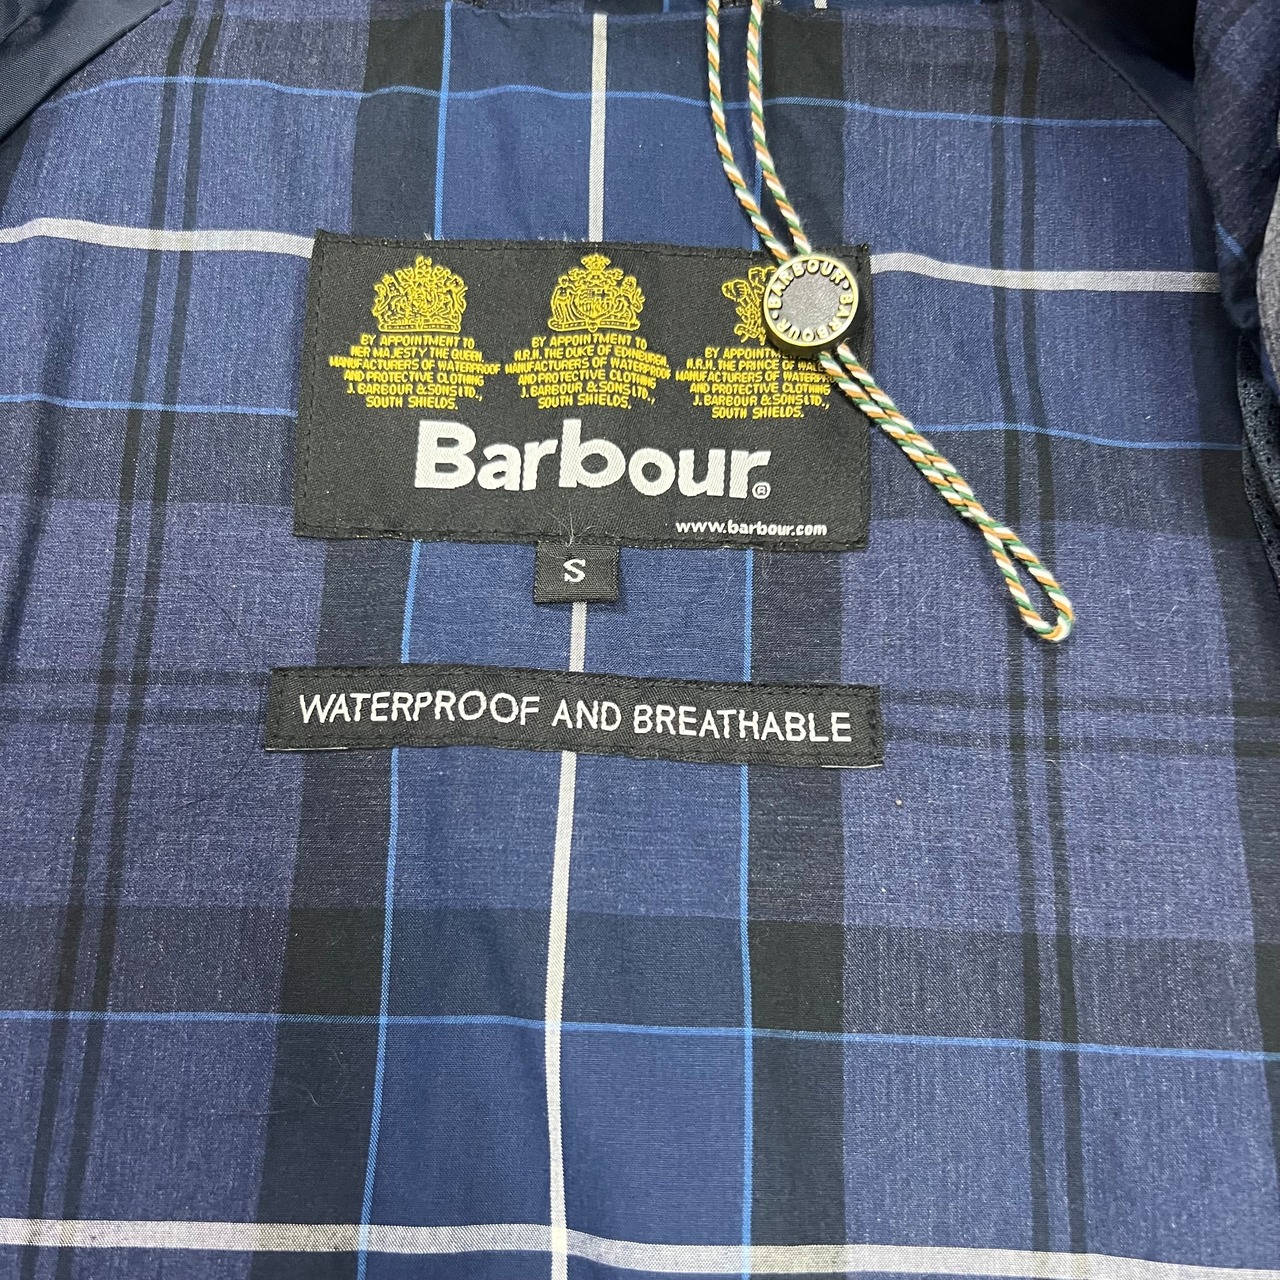 BY APPOINTMENT TO
HER MAJESTY THE QUEEN.
MANUFACTURERS OF WATERPROOF
AND PROTECTIVE CLOTHING
J. BARBOUR & SONS LTD.,
SOUTH SHIELDS.
BY APPOINTMENT TO
H.R.H. THE DUKE OF EDINBURGH.
MANUFACTURERS OF WATERPROOF
AND PROTECTIVE CLOTHING
J. BARBOUR & SONS LTD.,
SOUTH SHIELDS.
BY
H.R.H. THE PRINCE OF
MANUFACTURERS OF
AND PROTECTIVE CLOTHING
J. BARBOUR & SONS LTD.,
SOUTH SHIELDS.
BARBOUR • BARBOUR •
Barbour®
www.barbour.com
S
WATERPROOF AND BREATHABLE